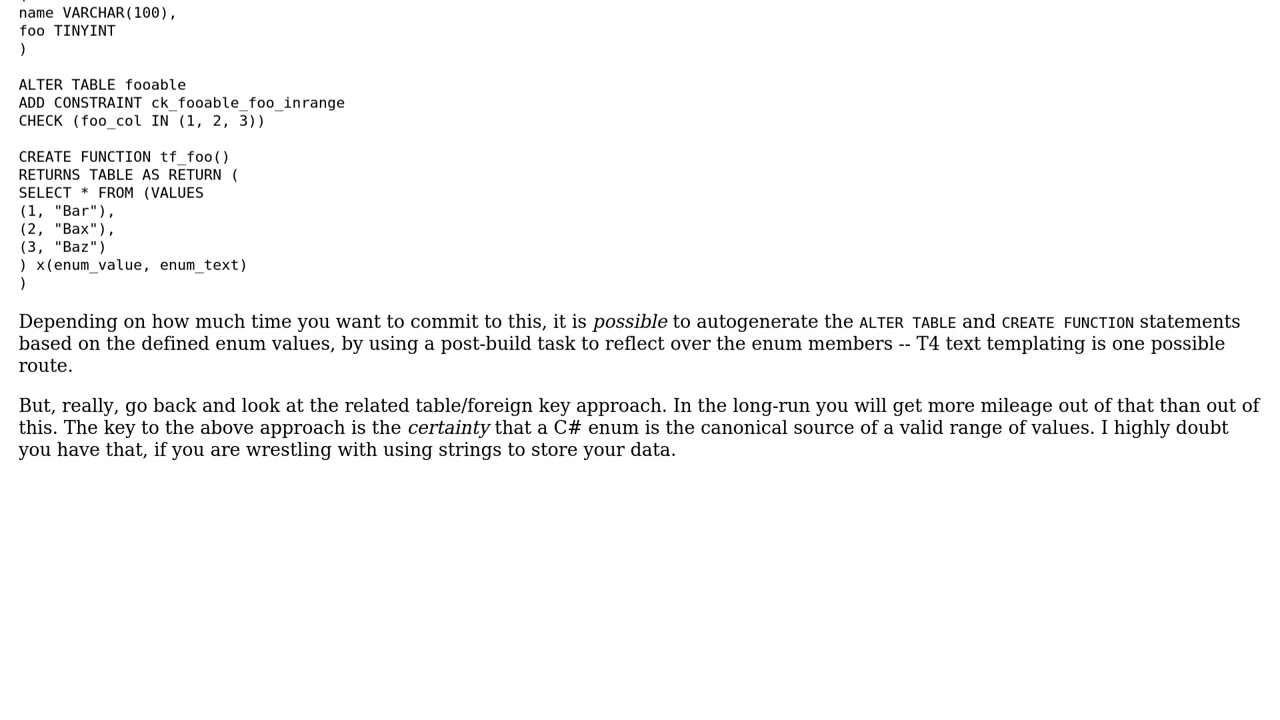 name VARCHAR(100),
foo TINYINT
)
ALTER TABLE fooable
ADD CONSTRAINT ck_fooable_foo_inrange
CHECK (foo_col IN (1, 2, 3))
CREATE FUNCTION tf_foo()
RETURNS TABLE AS RETURN (
SELECT * FROM (VALUES
(1, "Bar"),
(2, "Bax"),
(3, "Baz")
) x(enum_value, enum_text)
)
Depending on how much time you want to commit to this, it is possible to autogenerate the ALTER TABLE and CREATE FUNCTION statements
based on the defined enum values, by using a post-build task to reflect over the enum members -- T4 text templating is one possible
route.
But, really, go back and look at the related table/foreign key approach. In the long-run you will get more mileage out of that than out of
this. The key to the above approach is the certainty that a C# enum is the canonical source of a valid range of values. I highly doubt
you have that, if you are wrestling with using strings to store your data.